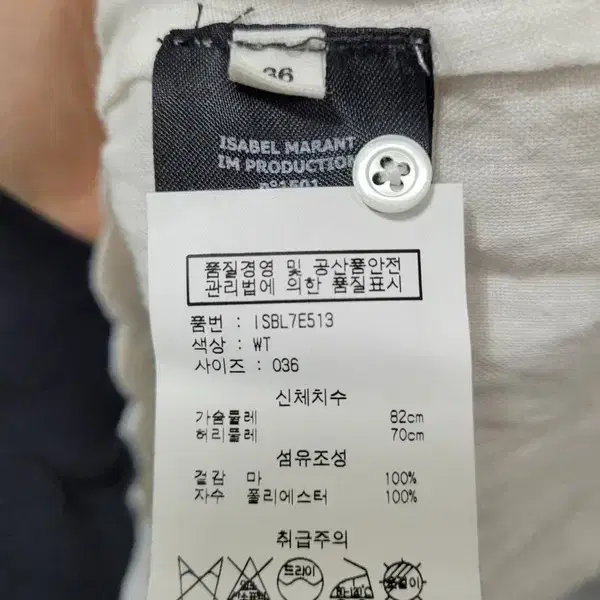 36
ISABEL MARANT
IM PRODUCTION
n°1501
품질경영 및 공산품안전
관리법에 의한 품질표시
품번 : ISBL7E513
색상 : WT
사이즈 : 036
신체치수
가슴둘레 82cm
허리둘레 70cm
섬유조성
겉감 마 100%
자수 폴리에스터 100%
취급주의
드라이